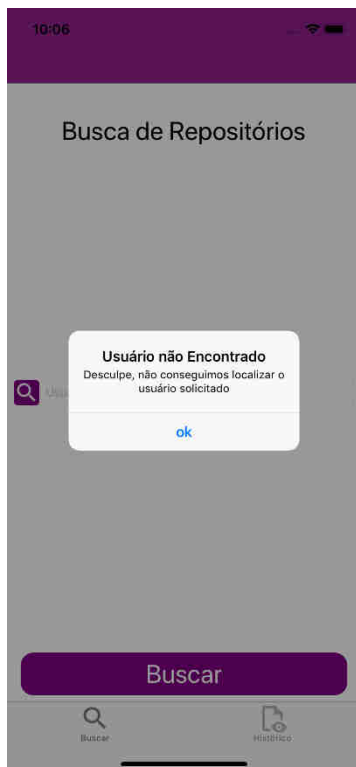 10:06
Busca de Repositórios
Usuário não Encontrado
Desculpe, não conseguimos localizar o
usuário solicitado
ok
Buscar
Buscar
Histórico